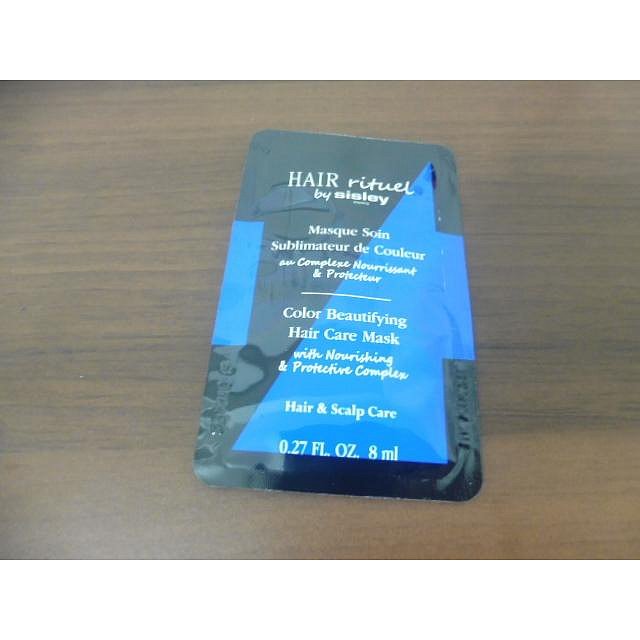 HAIR rituel
by sisley
PARIS
Masque Soin
Sublimateur de Couleur
au Complexe Nourrissant
& Protecteur
Color Beautifying
Hair Care Mask
with Nourishing
& Protective Complex
Hair & Scalp Care
0.27 FL. OZ. 8 ml